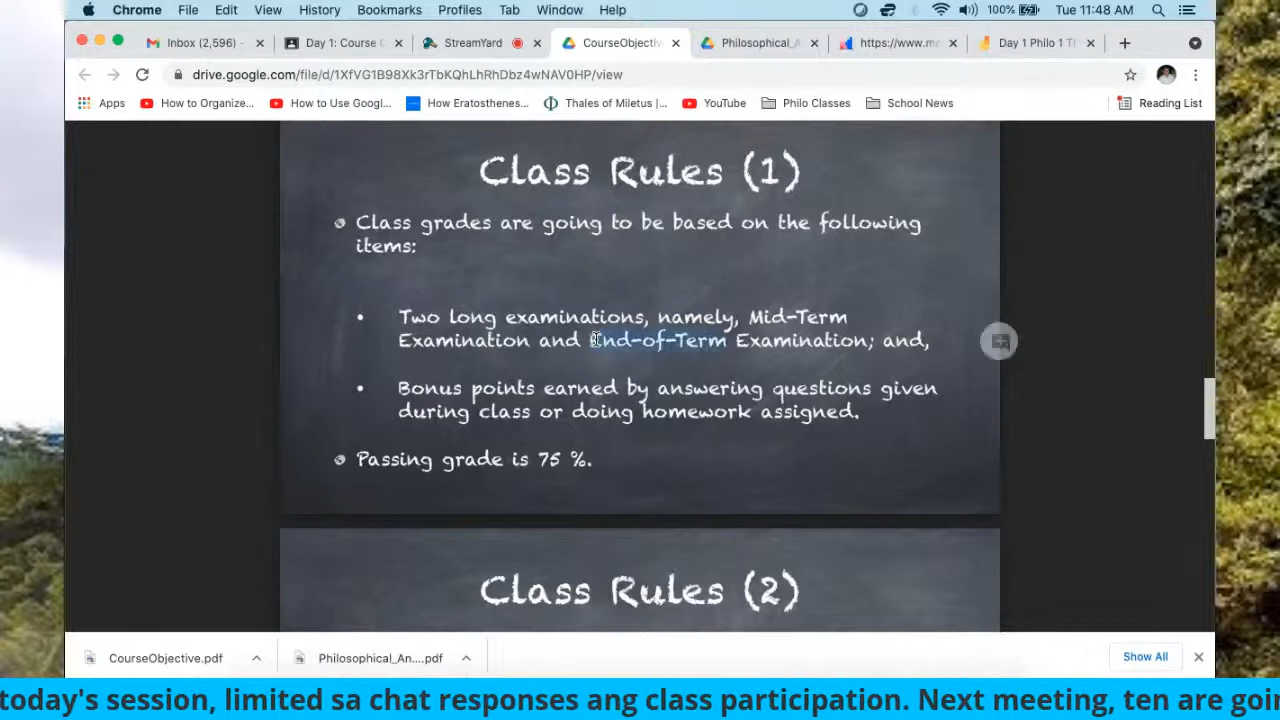 Chrome File Edit View History Bookmarks Profiles Tab Window Help 100% Tue 11:48 AM
Inbox (2,596) - Day 1: Course StreamYard CourseObjectiv Philosophical_A https://www.m Day 1 Philo 1 T
drive.google.com/file/d/1XfVG1B98Xk3rTbKQhLhRhDbz4wNAV0HP/view
Apps How to Organize... How to Use Googl... How Eratosthenes... Thales of Miletus |... YouTube Philo Classes School News Reading List
Class Rules (1)
Class grades are going to be based on the following
items:
Two long examinations, namely, Mid-Term
Examination and End-of-Term Examination; and,
Bonus points earned by answering questions given
during class or doing homework assigned.
Passing grade is 75 %.
Class Rules (2)
CourseObjective.pdf Philosophical_An....pdf Show All
today's session, limited sa chat responses ang class participation. Next meeting, ten are goi